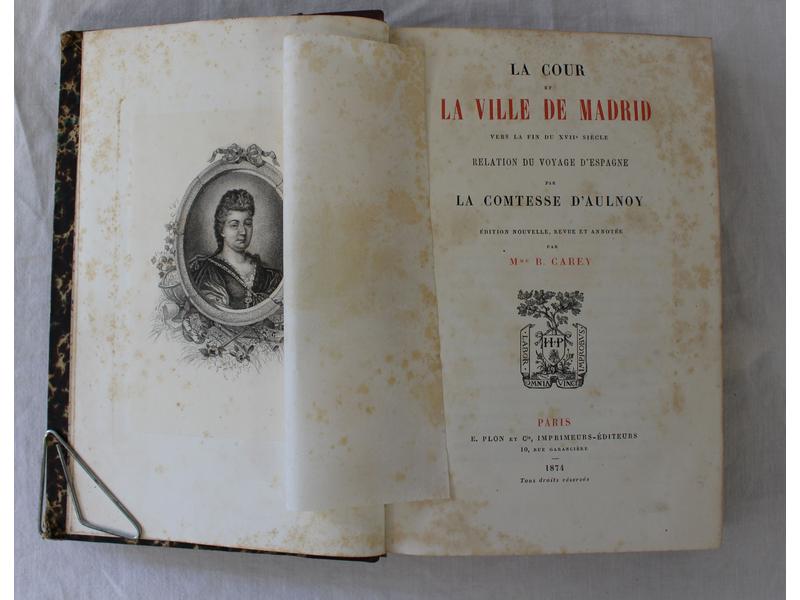 LA COUR
ET
LA VILLE DE MADRID
VERS LA FIN DU XVIIe SIÈCLE
RELATION DU VOYAGE D'ESPAGNE
PAR
LA COMTESSE D'AULNOY
ÉDITION NOUVELLE, REVUE ET ANNOTÉE
PAR
Mme B. CAREY
LABOR
HP
IMPROBUS
OMNIA VINCIT
PARIS
E. PLON ET Cie, IMPRIMEURS-ÉDITEURS
10, RUE GARANCIÈRE
1874
Tous droits réservés